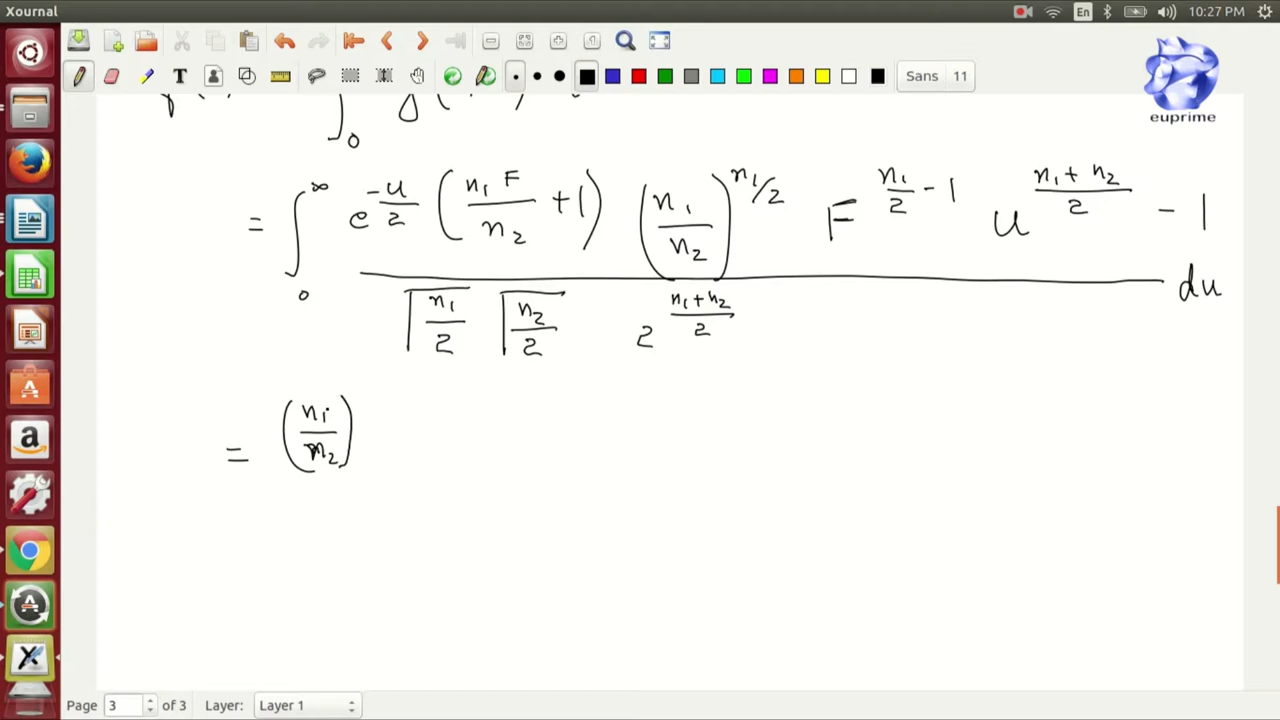 Xournal
En
10:27 PM
Sans 11
euprime
0
= ∫₀^∞ e^{-u/2 (n₁F/n₂ + 1)} (n₁/n₂)^{n₁/2} F^{n₁/2 - 1} u^{(n₁+n₂)/2 - 1}
du
Γ(n₁/2) Γ(n₂/2) 2^{(n₁+n₂)/2}
= (n₁/n₂)
Page 3 of 3 Layer: Layer 1